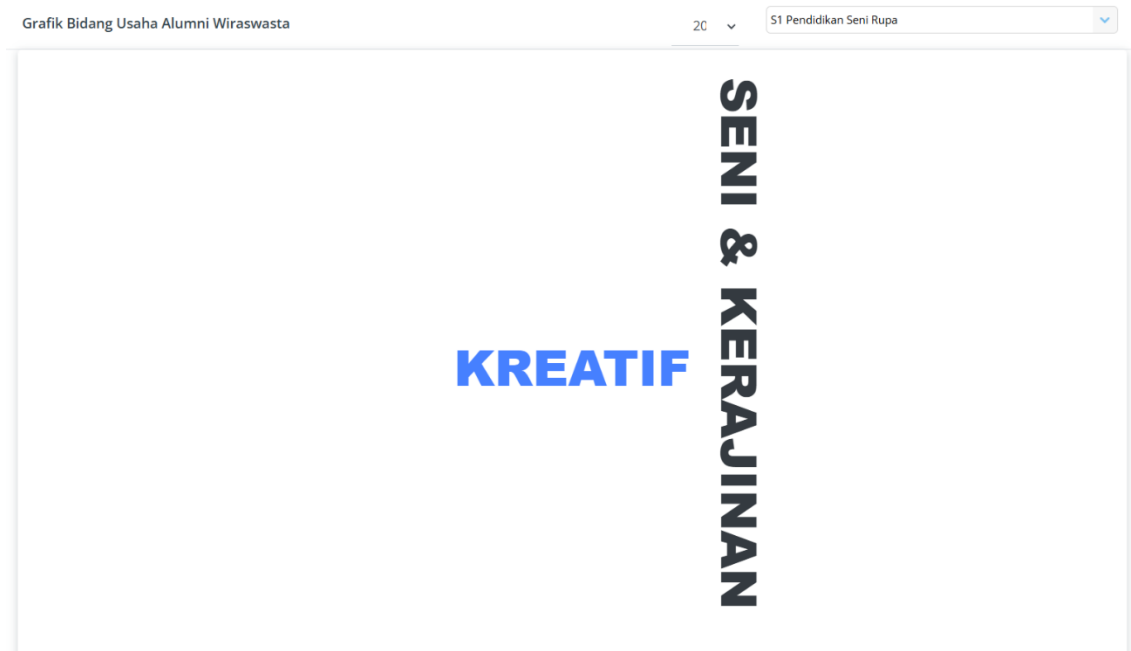 Grafik Bidang Usaha Alumni Wiraswasta
20
S1 Pendidikan Seni Rupa
KREATIF
SENI & KERAJINAN